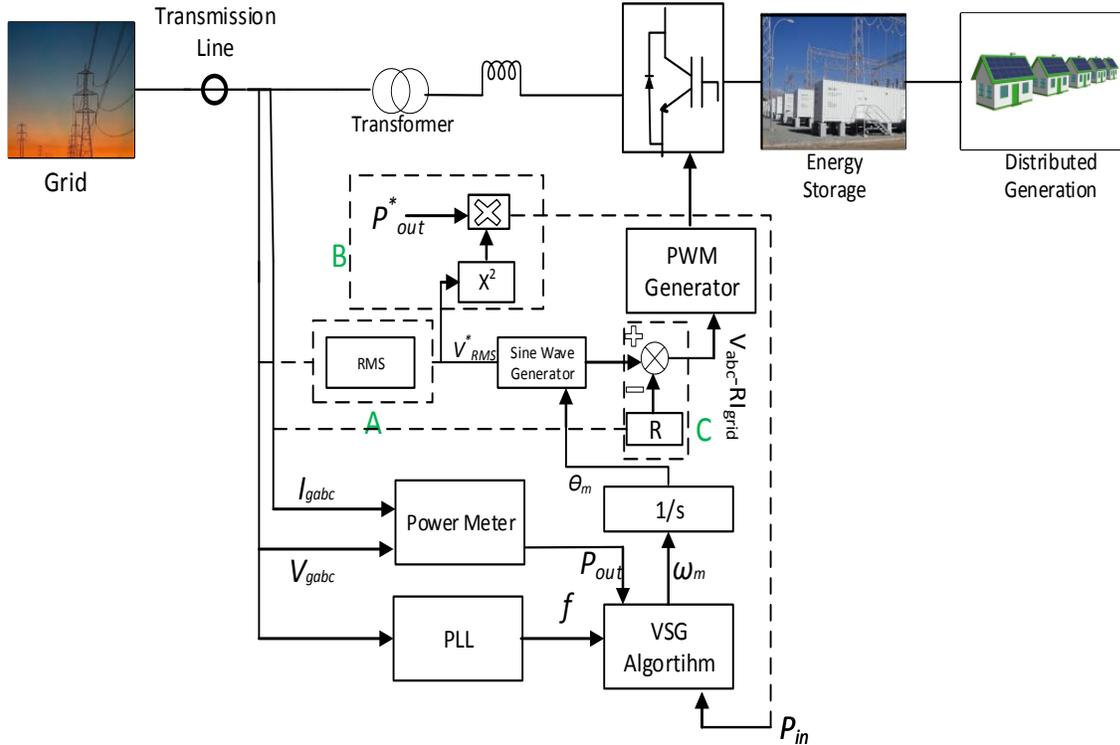 Transmission
Line
Grid
Transformer
Energy
Storage
Distributed
Generation
P*out
X²
B
PWM
Generator
RMS
A
V*RMS
Sine Wave
Generator
+
−
R
C
Vabc-RIgrid
θm
1/s
Igabc
Vgabc
Power Meter
Pout
ωm
PLL
f
VSG
Algortihm
Pin